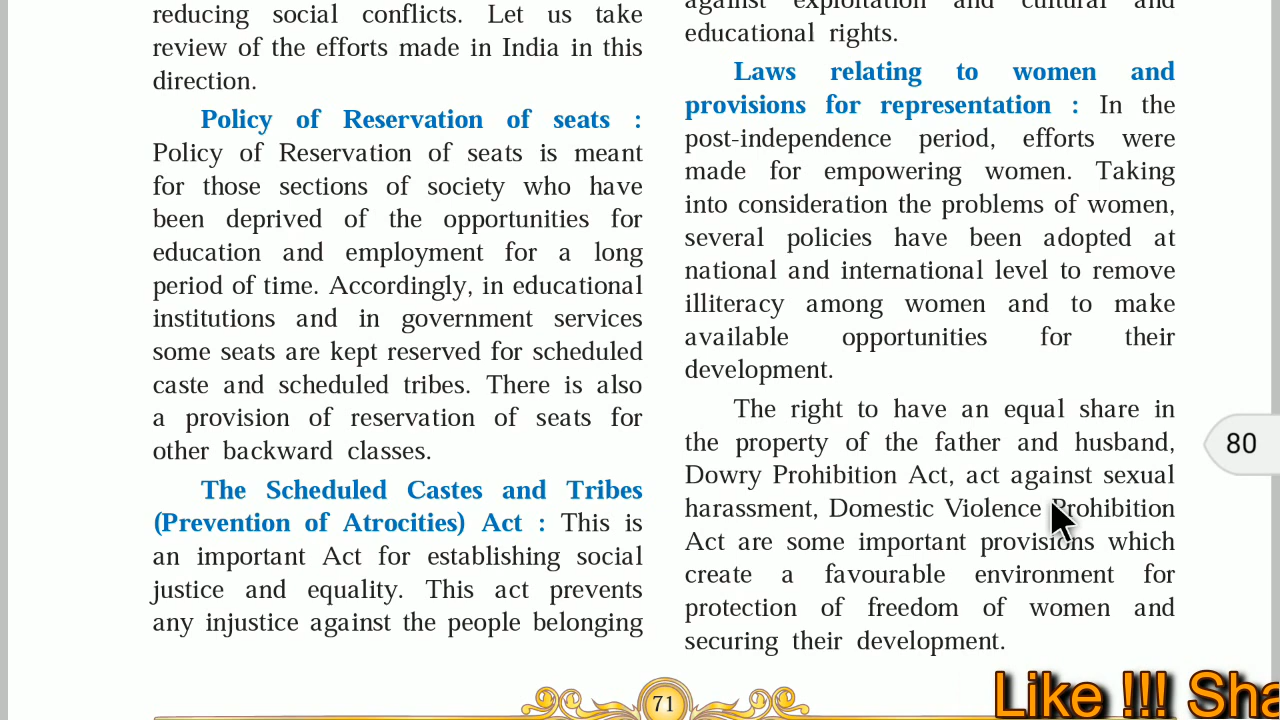 reducing social conflicts. Let us take
review of the efforts made in India in this
direction.
Policy of Reservation of seats :
Policy of Reservation of seats is meant
for those sections of society who have
been deprived of the opportunities for
education and employment for a long
period of time. Accordingly, in educational
institutions and in government services
some seats are kept reserved for scheduled
caste and scheduled tribes. There is also
a provision of reservation of seats for
other backward classes.
The Scheduled Castes and Tribes
(Prevention of Atrocities) Act : This is
an important Act for establishing social
justice and equality. This act prevents
any injustice against the people belonging
against exploitation and cultural and
educational rights.
Laws relating to women and
provisions for representation : In the
post-independence period, efforts were
made for empowering women. Taking
into consideration the problems of women,
several policies have been adopted at
national and international level to remove
illiteracy among women and to make
available opportunities for their
development.
The right to have an equal share in
the property of the father and husband,
Dowry Prohibition Act, act against sexual
harassment, Domestic Violence Prohibition
Act are some important provisions which
create a favourable environment for
protection of freedom of women and
securing their development.
80
71
Like !!! Sha